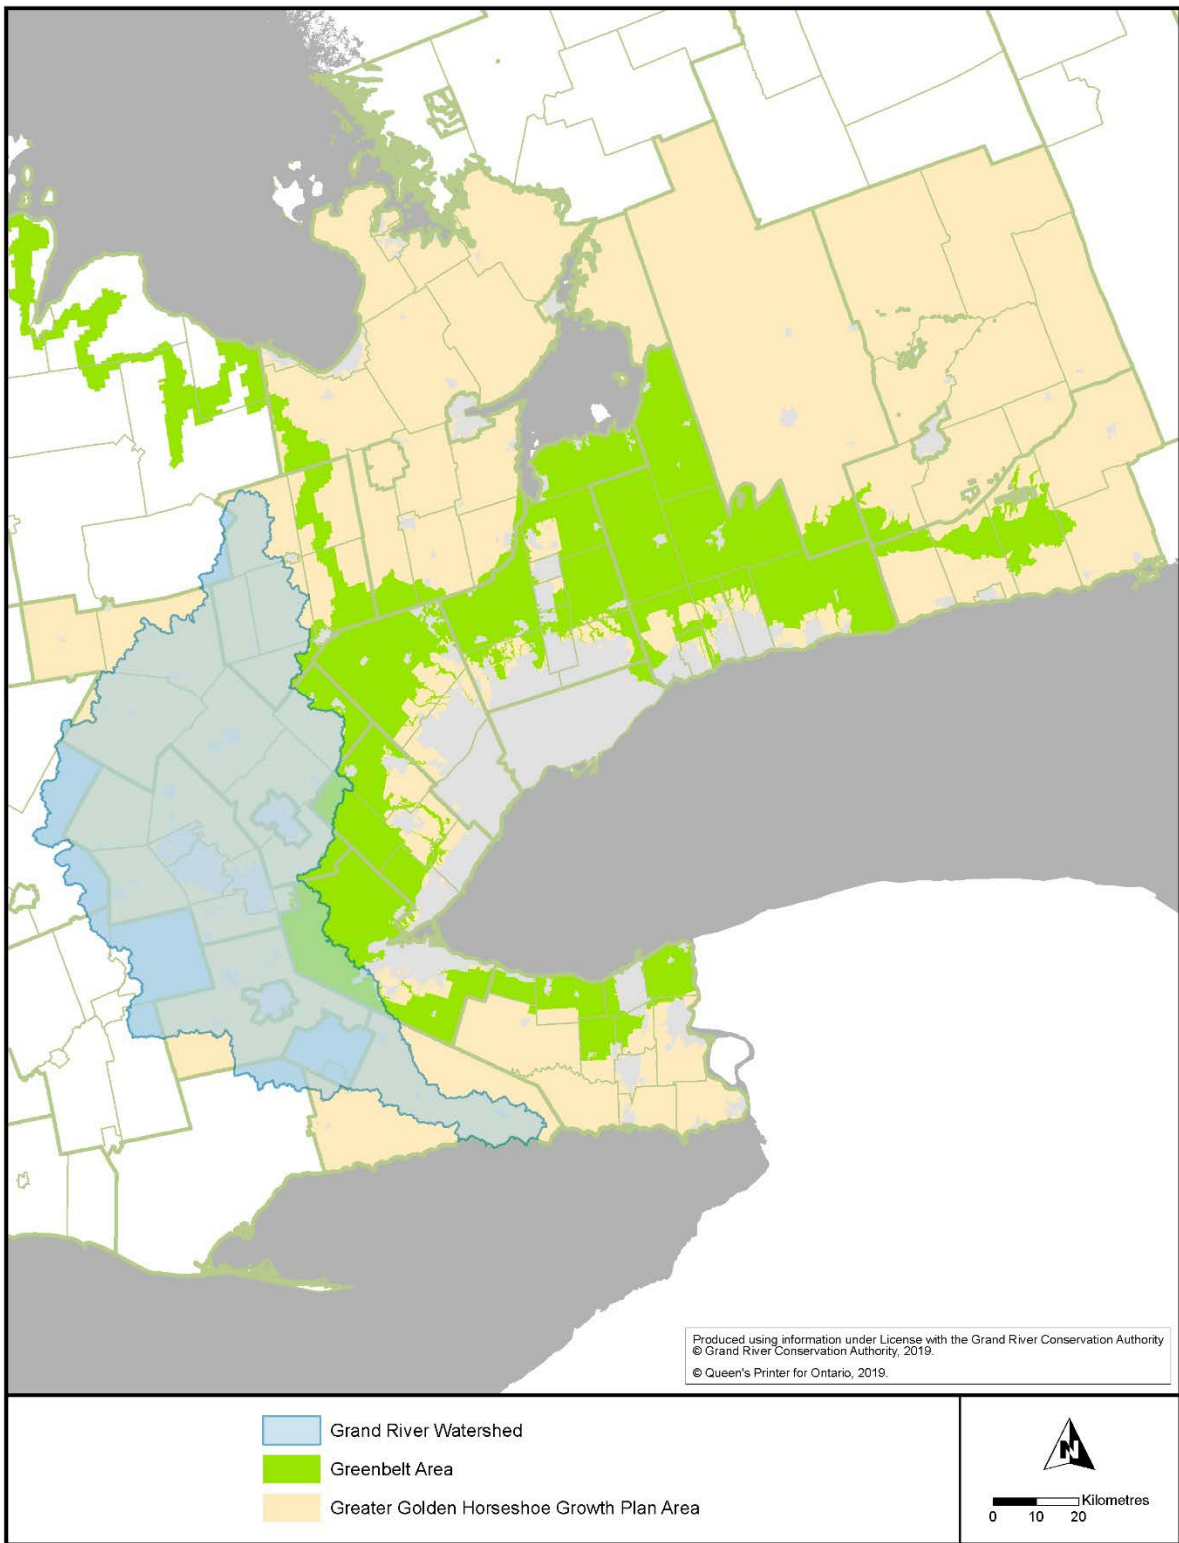 Produced using information under License with the Grand River Conservation Authority
© Grand River Conservation Authority, 2019.
© Queen's Printer for Ontario, 2019.
Grand River Watershed
Greenbelt Area
Greater Golden Horseshoe Growth Plan Area
N
Kilometres
0 10 20